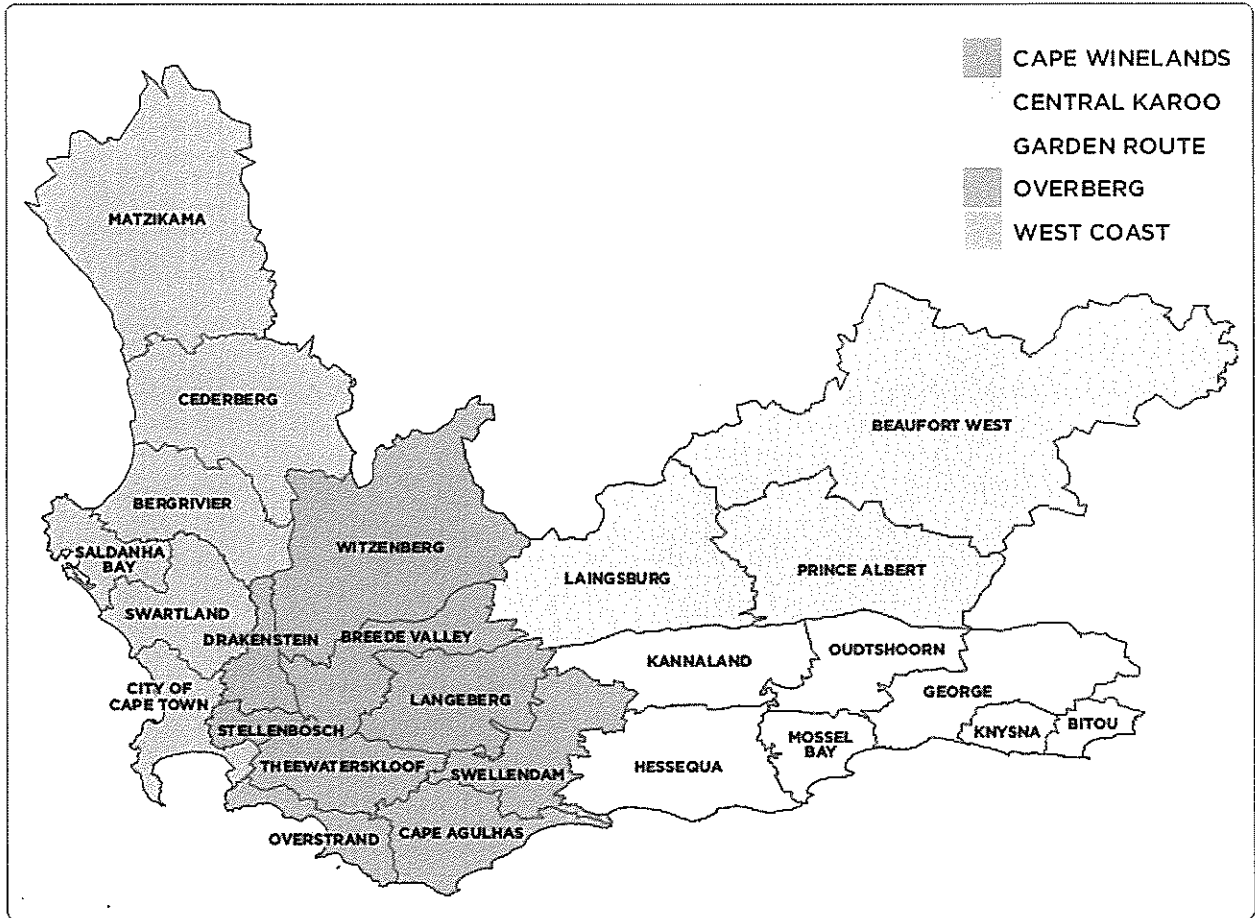 CAPE WINELANDS
CENTRAL KAROO
GARDEN ROUTE
OVERBERG
WEST COAST
MATZIKAMA
CEDERBERG
BEAUFORT WEST
BERGRIVIER
SALDANHA
BAY
WITZENBERG
LAINGSBURG
PRINCE ALBERT
SWARTLAND
DRAKENSTEIN
BREEDE VALLEY
KANNALAND
OUDTSHOORN
CITY OF
CAPE TOWN
LANGEBERG
GEORGE
STELLENBOSCH
MOSSEL
BAY
KNYSNA
BITOU
THEEWATERSKLOOF
SWELLENDAM
HESSEQUA
OVERSTRAND
CAPE AGULHAS